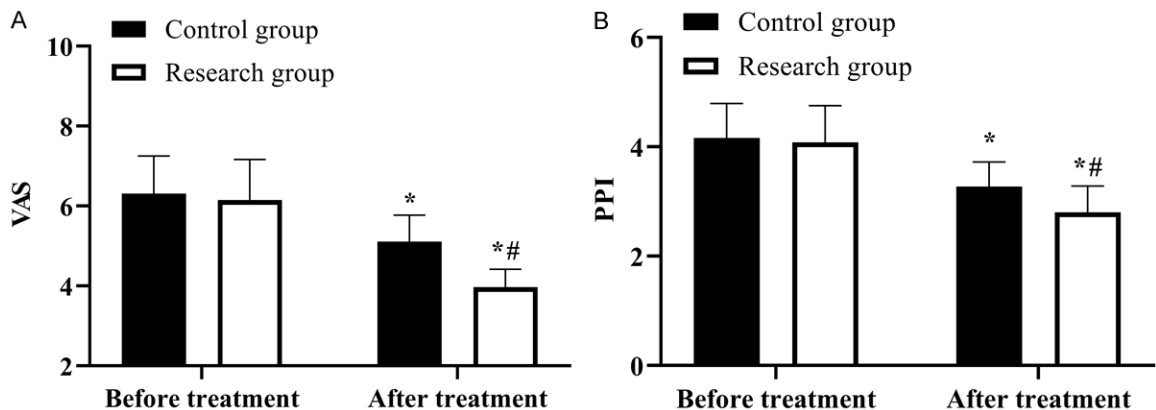 A
Control group
Research group
10
8
6
4
2
VAS
*
*#
Before treatment
After treatment
B
Control group
Research group
6
4
2
0
PPI
*
*#
Before treatment
After treatment